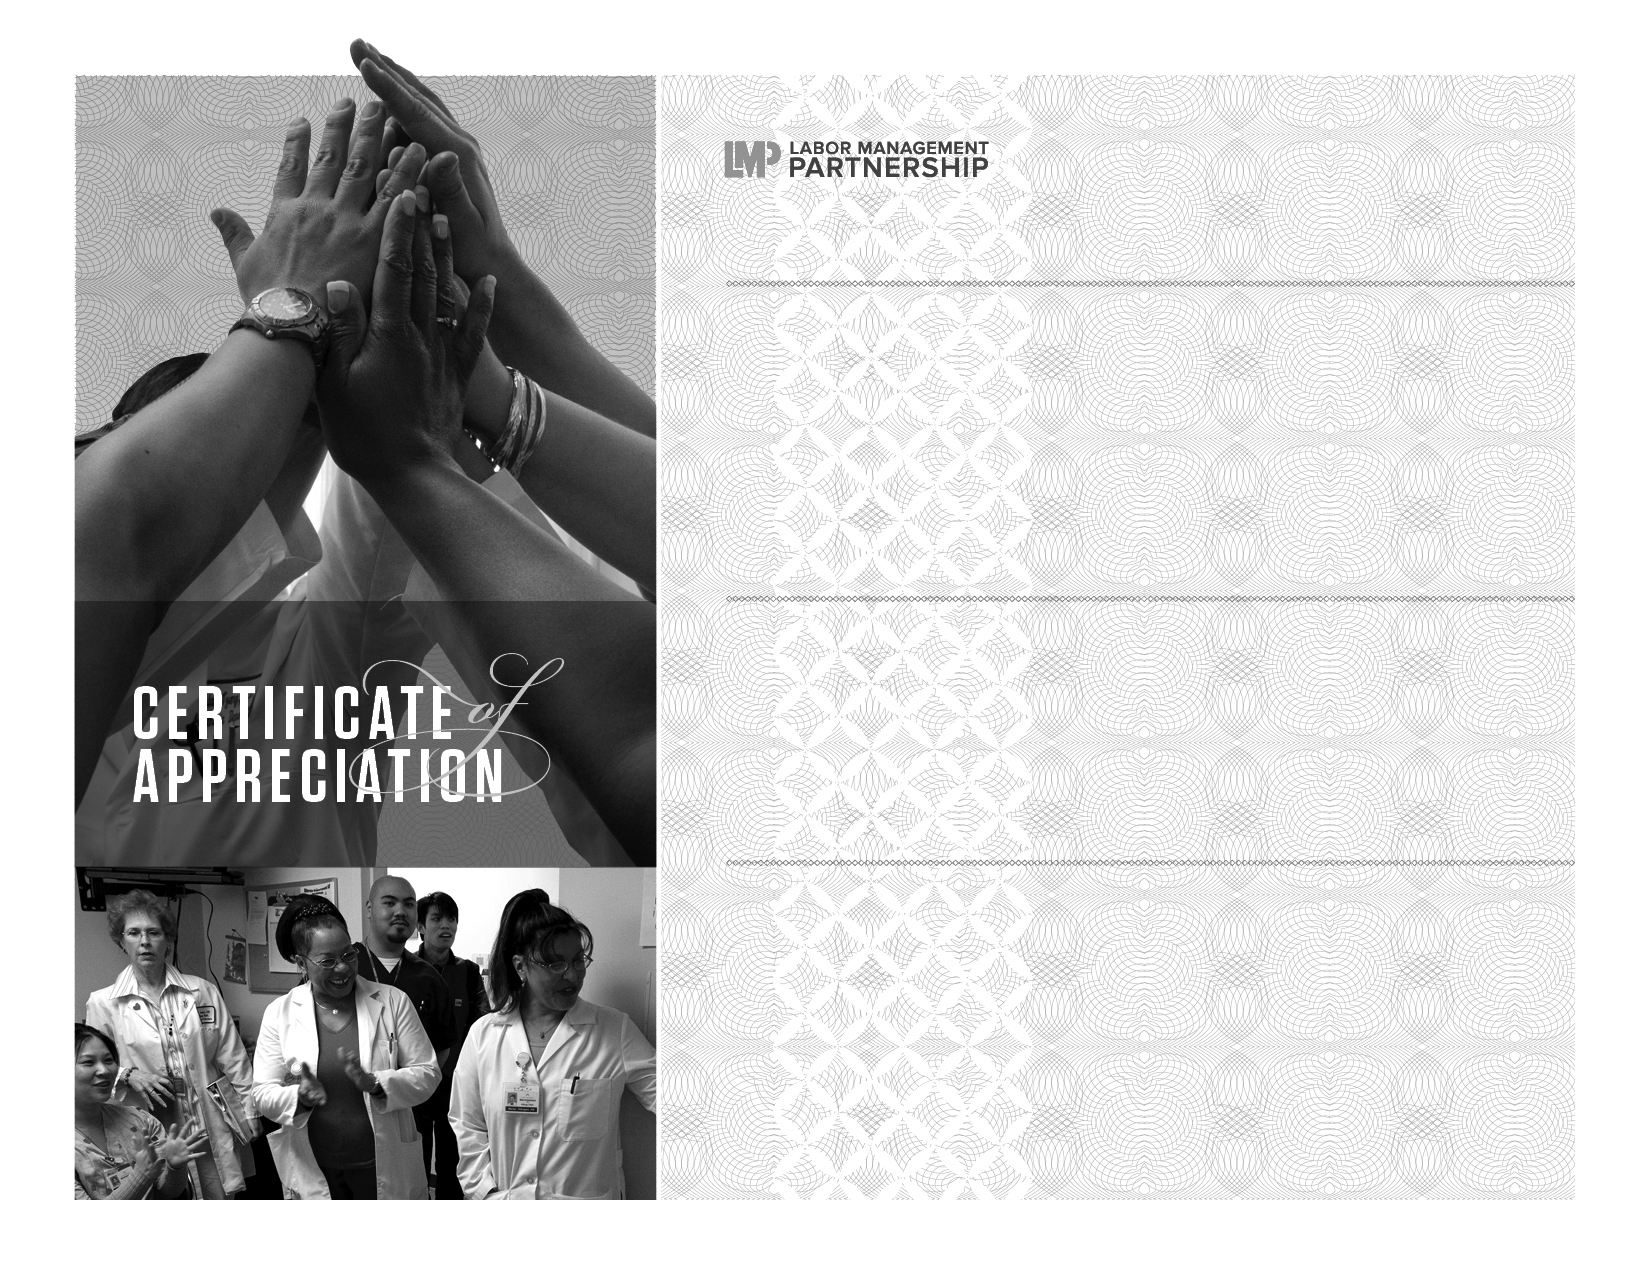 LMP LABOR MANAGEMENT
PARTNERSHIP
CERTIFICATE of
APPRECIATION